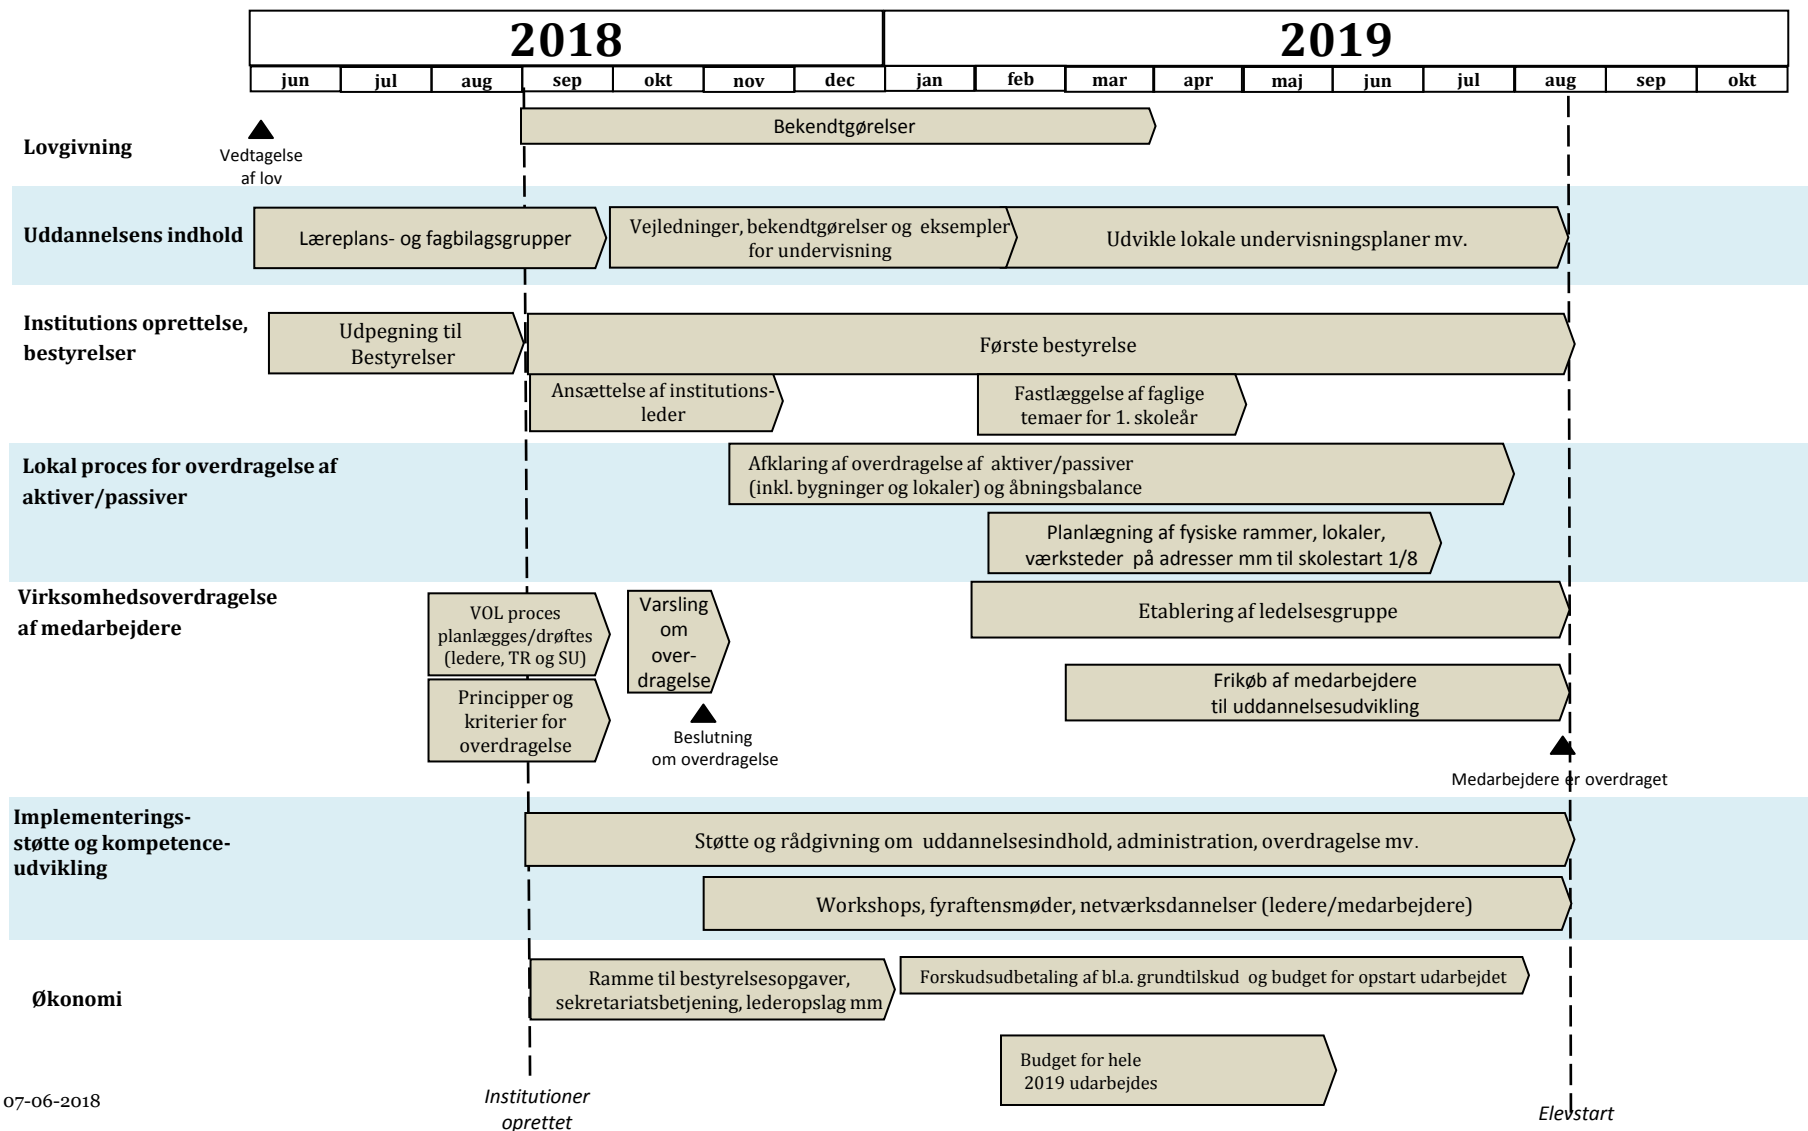 2018
2019
jun jul aug sep okt nov dec jan feb mar apr maj jun jul aug sep okt
Lovgivning
Vedtagelse
af lov
Bekendtgørelser
Uddannelsens indhold
Læreplans- og fagbilagsgrupper
Vejledninger, bekendtgørelser og eksempler
for undervisning
Udvikle lokale undervisningsplaner mv.
Institutions oprettelse,
bestyrelser
Udpegning til
Bestyrelser
Første bestyrelse
Ansættelse af institutions-
leder
Fastlæggelse af faglige
temaer for 1. skoleår
Lokal proces for overdragelse af
aktiver/passiver
Afklaring af overdragelse af aktiver/passiver
(inkl. bygninger og lokaler) og åbningsbalance
Planlægning af fysiske rammer, lokaler,
værksteder på adresser mm til skolestart 1/8
Virksomhedsoverdragelse
af medarbejdere
VOL proces
planlægges/drøftes
(ledere, TR og SU)
Varsling
om
over-
dragelse
Etablering af ledelsesgruppe
Principper og
kriterier for
overdragelse
Beslutning
om overdragelse
Frikøb af medarbejdere
til uddannelsesudvikling
Medarbejdere er overdraget
Implementerings-
støtte og kompetence-
udvikling
Støtte og rådgivning om uddannelsesindhold, administration, overdragelse mv.
Workshops, fyraftensmøder, netværksdannelser (ledere/medarbejdere)
Økonomi
Ramme til bestyrelsesopgaver,
sekretariatsbetjening, lederopslag mm
Forskudsudbetaling af bl.a. grundtilskud og budget for opstart udarbejdet
Budget for hele
2019 udarbejdes
07-06-2018
Institutioner
oprettet
Elevstart